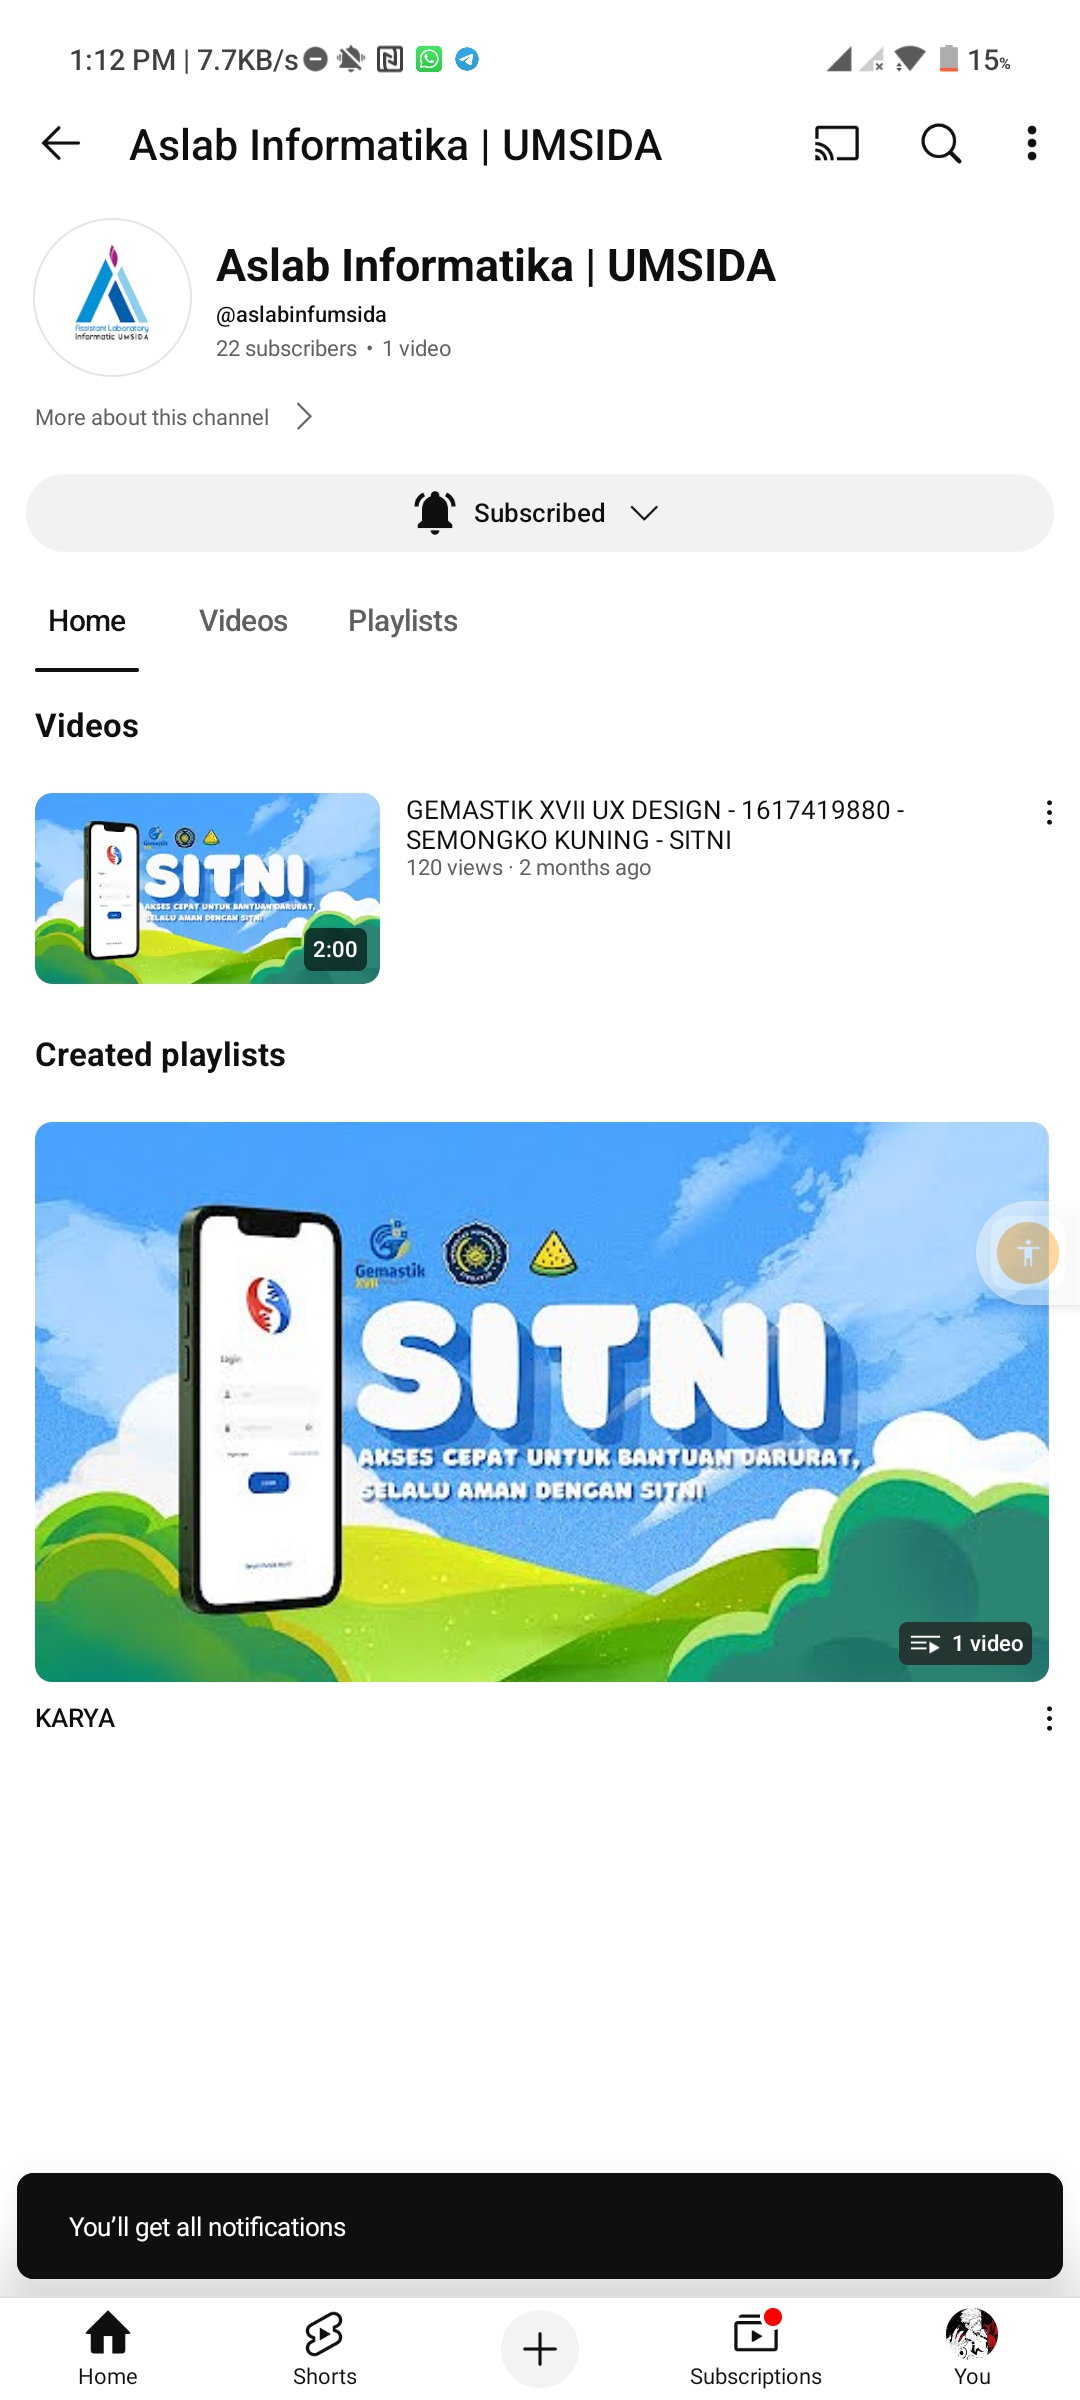 1:12 PM | 7.7KB/s
15%
Aslab Informatika | UMSIDA
Assistant Laboratory
Informatic UMSIDA
Aslab Informatika | UMSIDA
@aslabinfumsida
22 subscribers • 1 video
More about this channel
Subscribed
Home
Videos
Playlists
Videos
SITNI
AKSES CEPAT UNTUK BANTUAN DARURAT,
SELALU AMAN DENGAN SITNI
2:00
GEMASTIK XVII UX DESIGN - 1617419880 -
SEMONGKO KUNING - SITNI
120 views · 2 months ago
Created playlists
Gemastik
XVII
Login
SITNI
AKSES CEPAT UNTUK BANTUAN DARURAT,
SELALU AMAN DENGAN SITNI
1 video
KARYA
You’ll get all notifications
Home
Shorts
Subscriptions
You